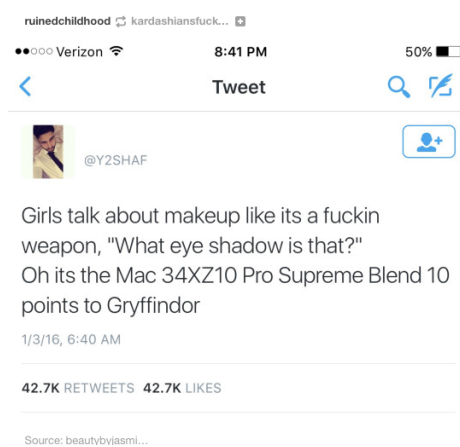 ruinedchildhood kardashiansfuck...
Verizon 8:41 PM 50%
Tweet
@Y2SHAF
Girls talk about makeup like its a fuckin
weapon, "What eye shadow is that?"
Oh its the Mac 34XZ10 Pro Supreme Blend 10
points to Gryffindor
1/3/16, 6:40 AM
42.7K RETWEETS 42.7K LIKES
Source: beautybyjasmi...